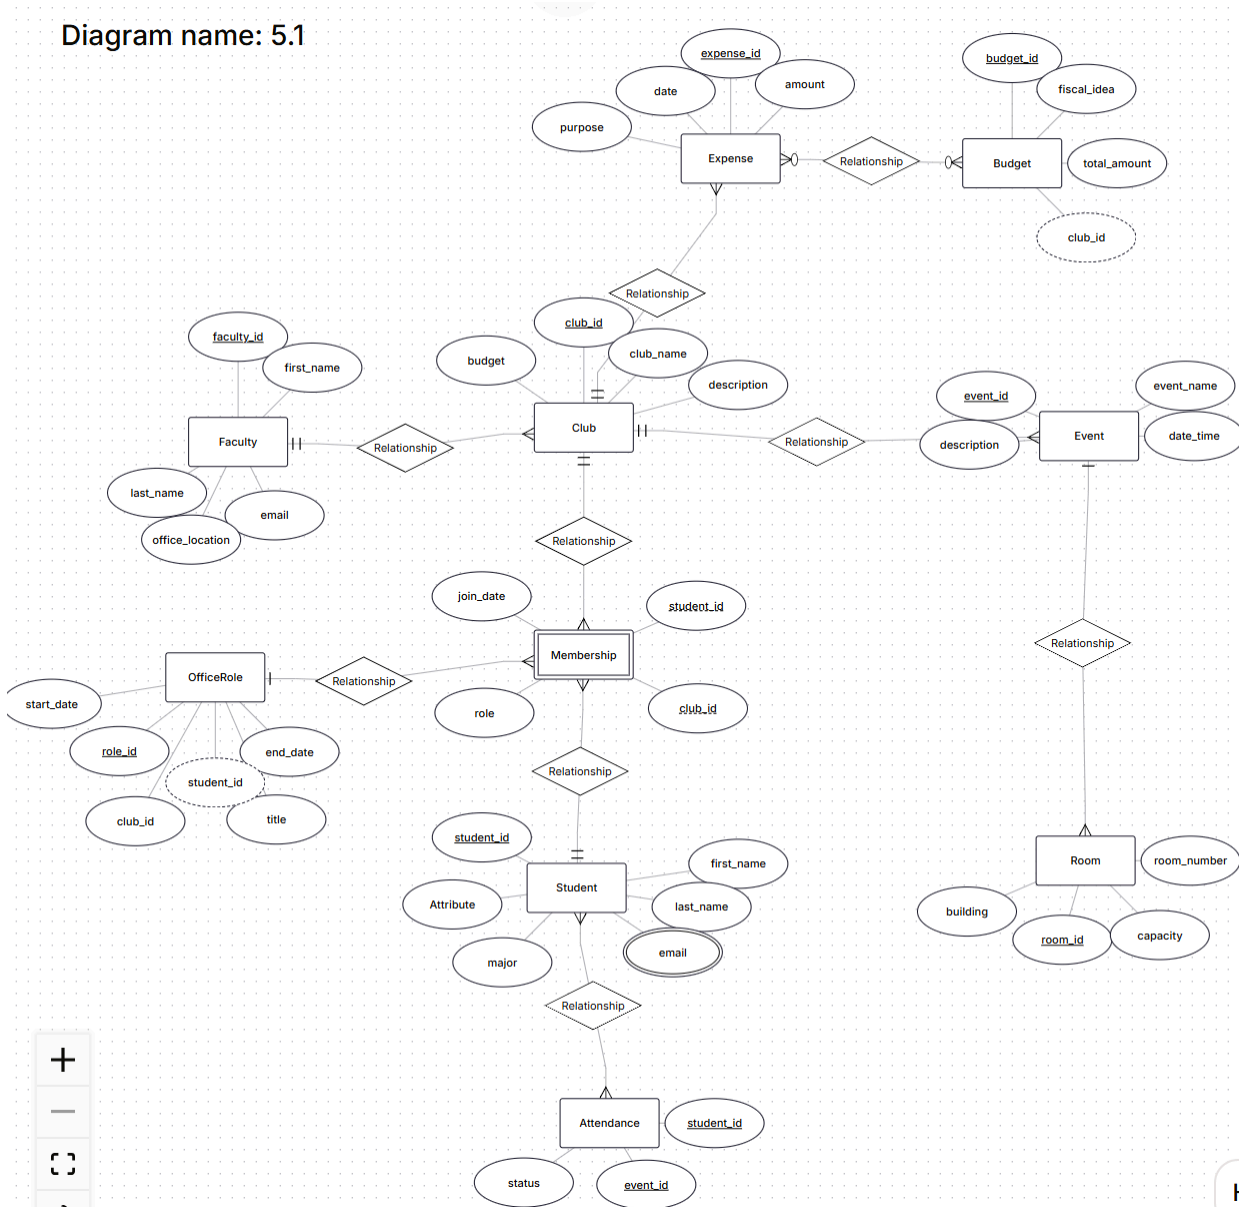 Diagram name: 5.1
expense_id
budget_id
date
amount
fiscal_idea
purpose
Expense
Relationship
Budget
total_amount
club_id
Relationship
faculty_id
club_id
first_name
budget
club_name
description
event_id
event_name
Faculty
Relationship
Club
Relationship
description
Event
date_time
last_name
office_location
email
Relationship
join_date
student_id
Relationship
Membership
OfficeRole
Relationship
start_date
role
club_id
role_id
end_date
student_id
Relationship
club_id
title
student_id
first_name
Room
room_number
Student
Attribute
last_name
building
room_id
capacity
major
email
Relationship
Attendance
student_id
status
event_id